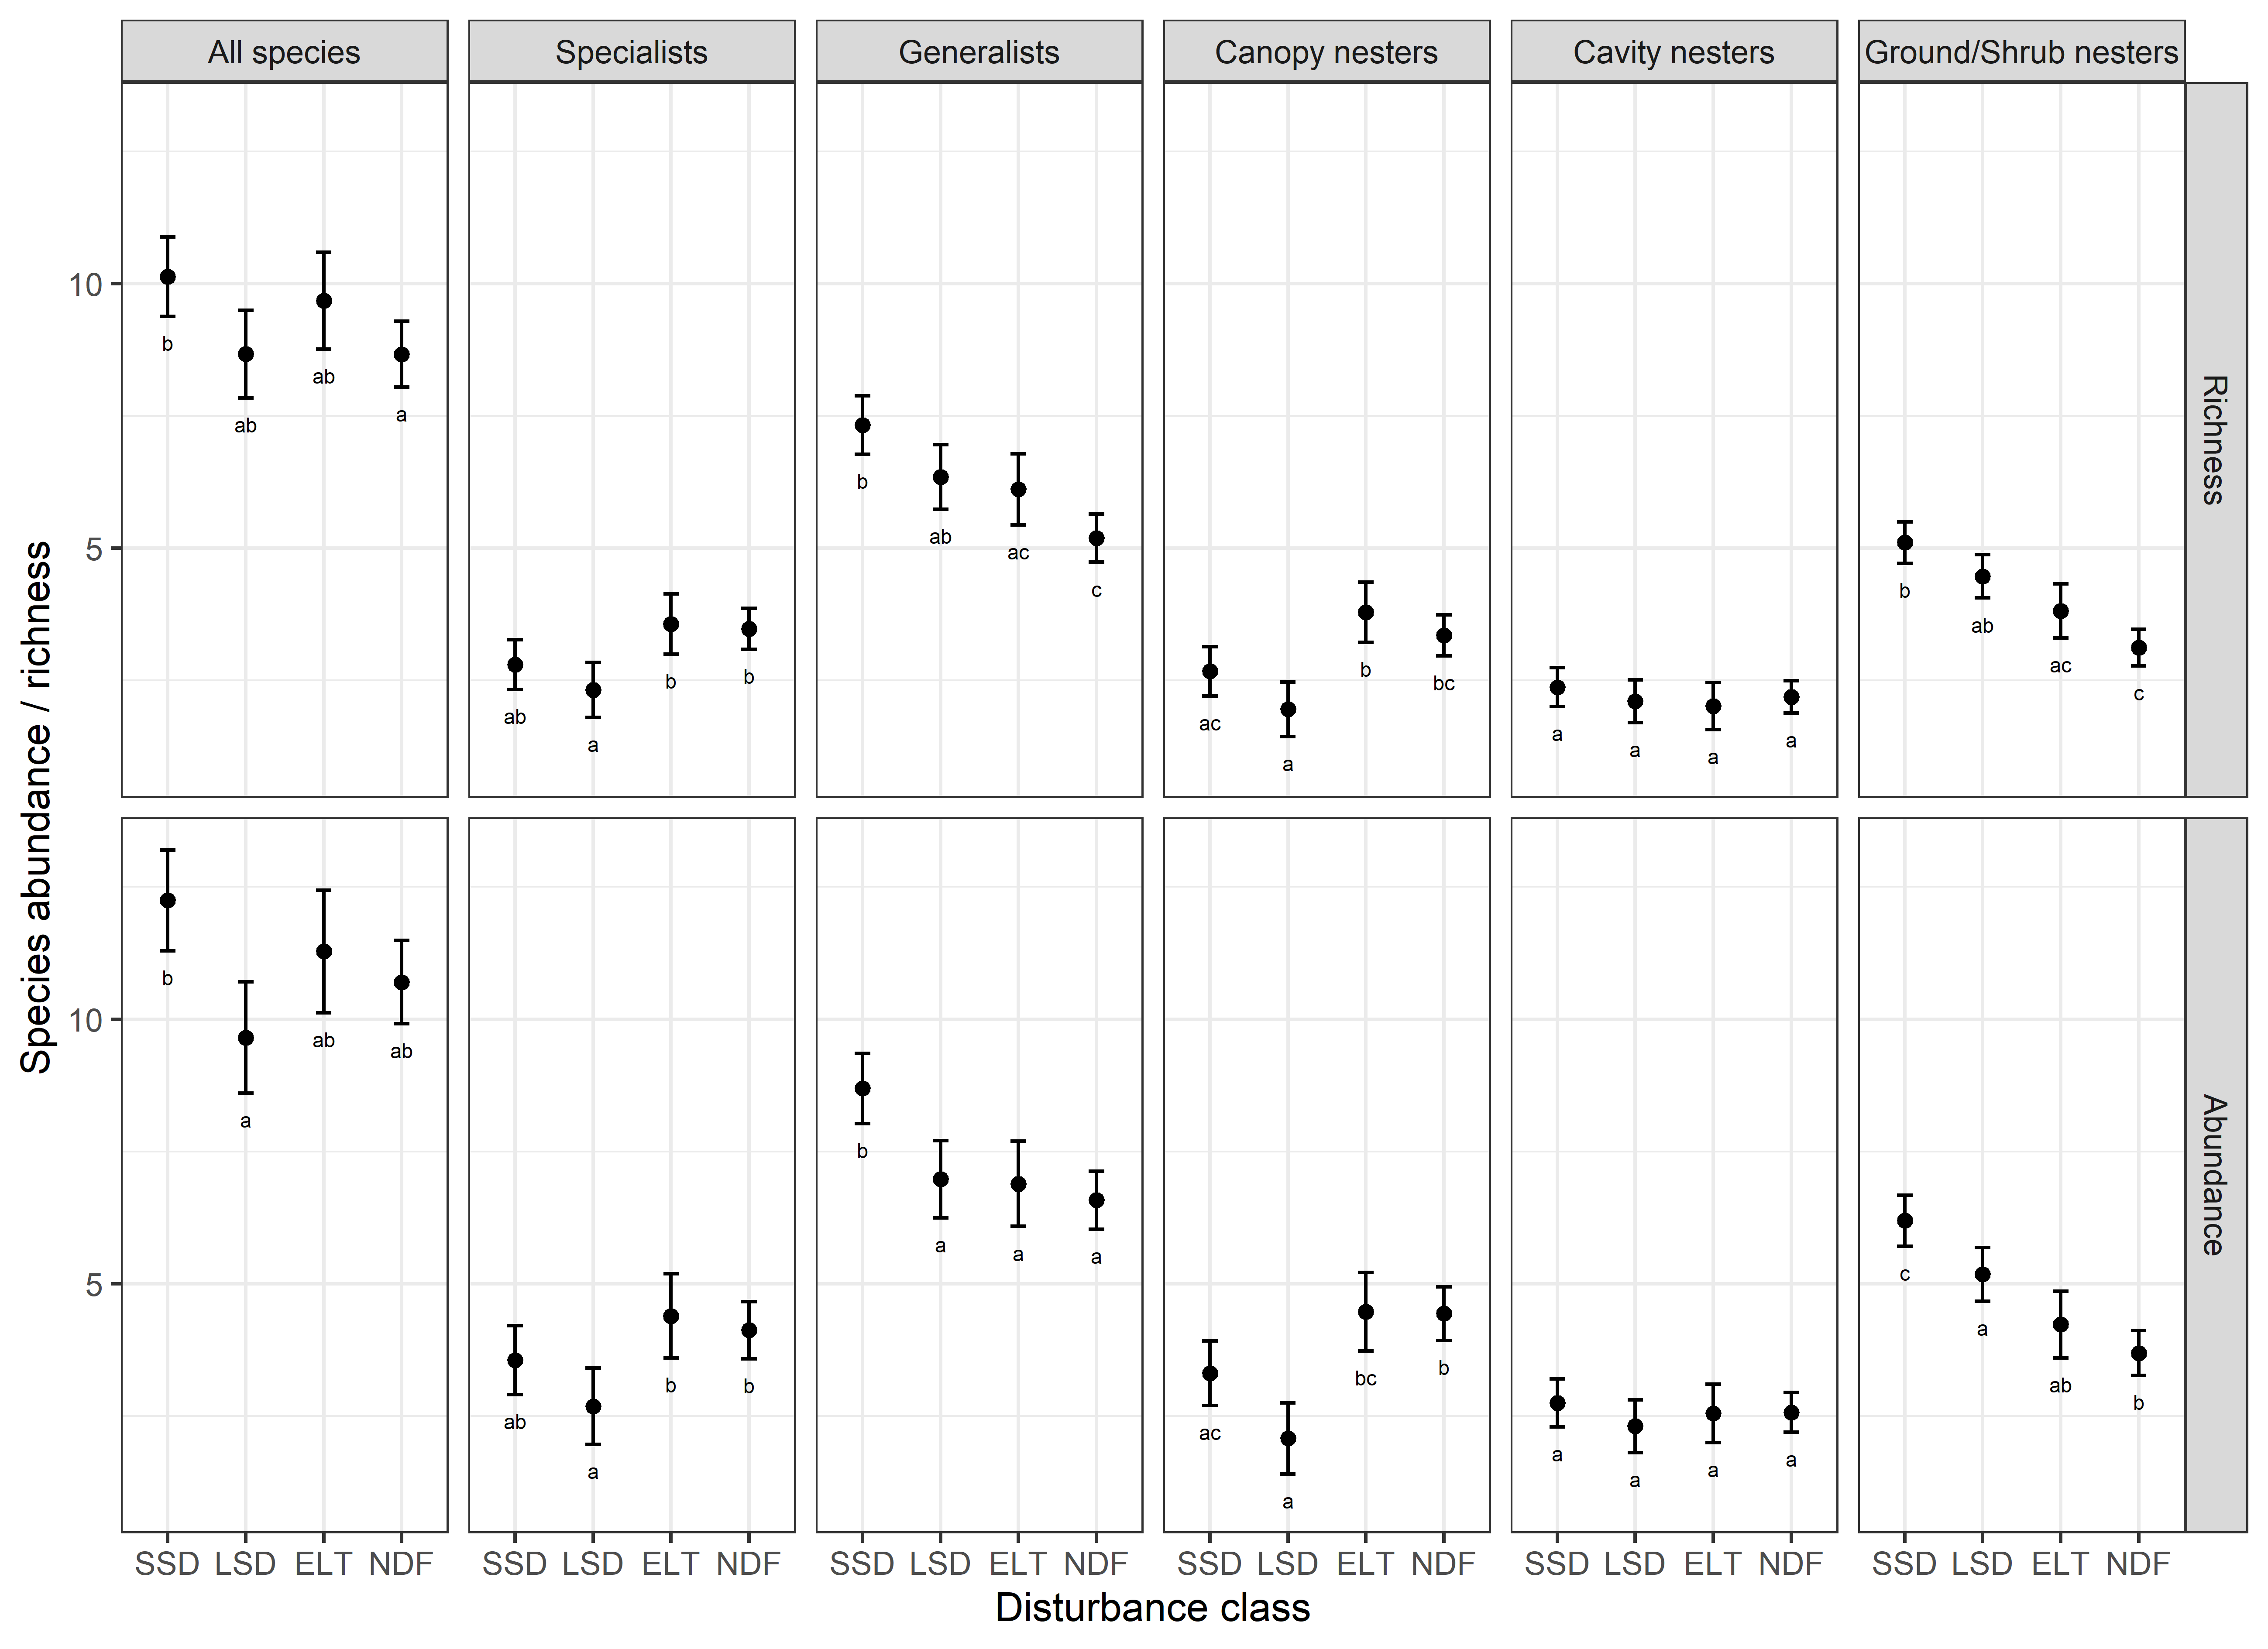 All species Specialists Generalists Canopy nesters Cavity nesters Ground/Shrub nesters
Species abundance / richness
10
5
b ab ab a
ab a b b
b ab ac c
ac a b bc
a a a a
b ab ac c
Richness
10
5
b a ab ab
ab a b b
b a a a
ac a bc b
a a a a
c a ab b
Abundance
SSD LSD ELT NDF SSD LSD ELT NDF SSD LSD ELT NDF SSD LSD ELT NDF SSD LSD ELT NDF SSD LSD ELT NDF
Disturbance class